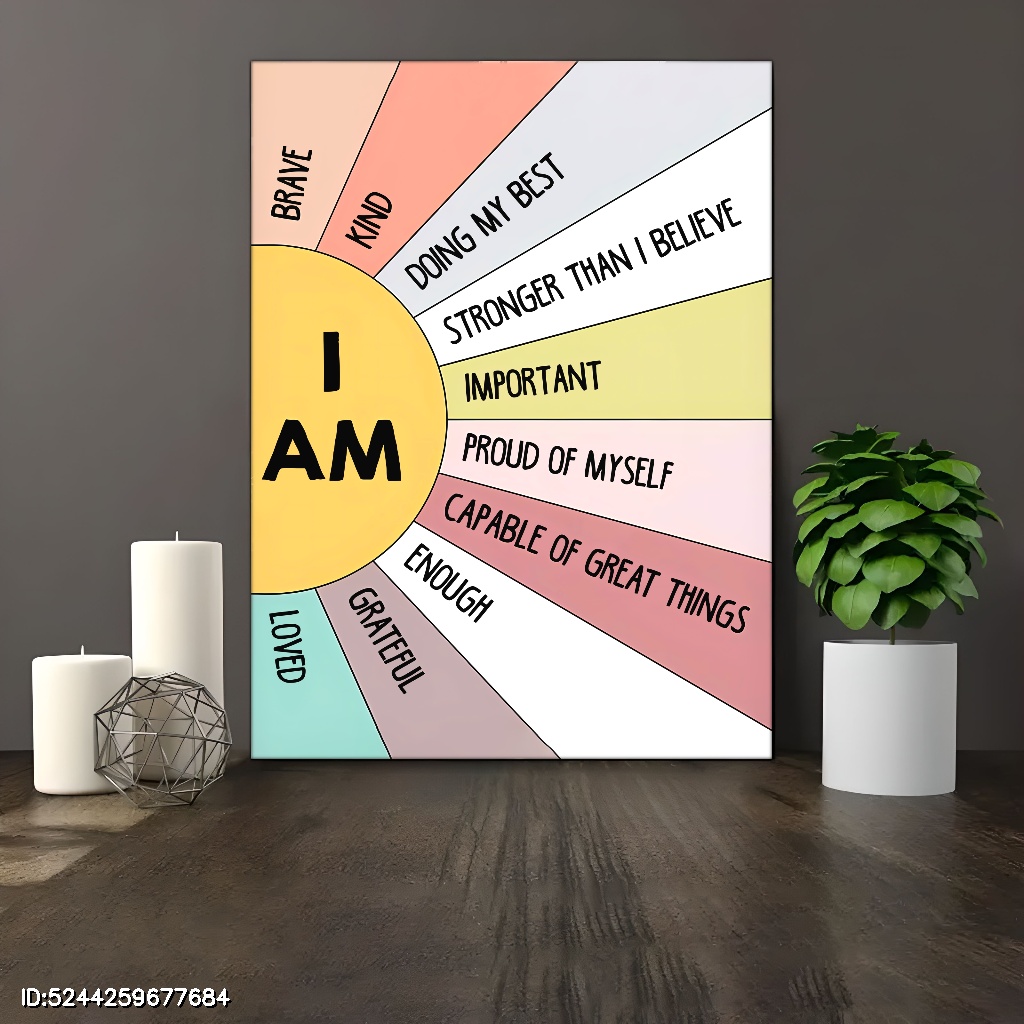 BRAVE
KIND
DOING MY BEST
STRONGER THAN I BELIEVE
I
AM
IMPORTANT
PROUD OF MYSELF
CAPABLE OF GREAT THINGS
ENOUGH
GRATEFUL
LOVED
ID:5244259677684